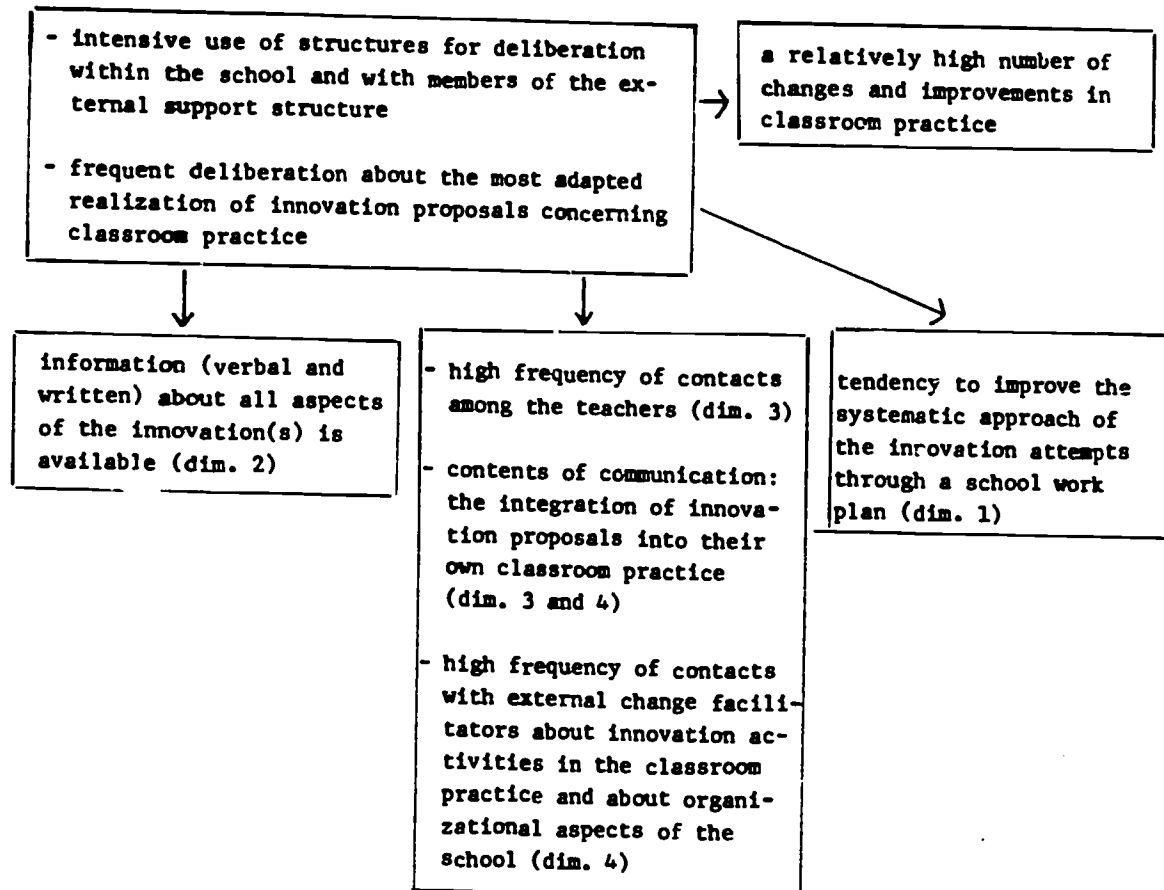 - intensive use of structures for deliberation
within the school and with members of the ex-
ternal support structure
- frequent deliberation about the most adapted
realization of innovation proposals concerning
classroom practice
a relatively high number of
changes and improvements in
classroom practice
information (verbal and
written) about all aspects
of the innovation(s) is
available (dim. 2)
- high frequency of contacts
among the teachers (dim. 3)
- contents of communication:
the integration of innova-
tion proposals into their
own classroom practice
(dim. 3 and 4)
- high frequency of contacts
with external change facili-
tators about innovation ac-
tivities in the classroom
practice and about organi-
zational aspects of the
school (dim. 4)
tendency to improve the
systematic approach of
the inrovation attempts
through a school work
plan (dim. 1)